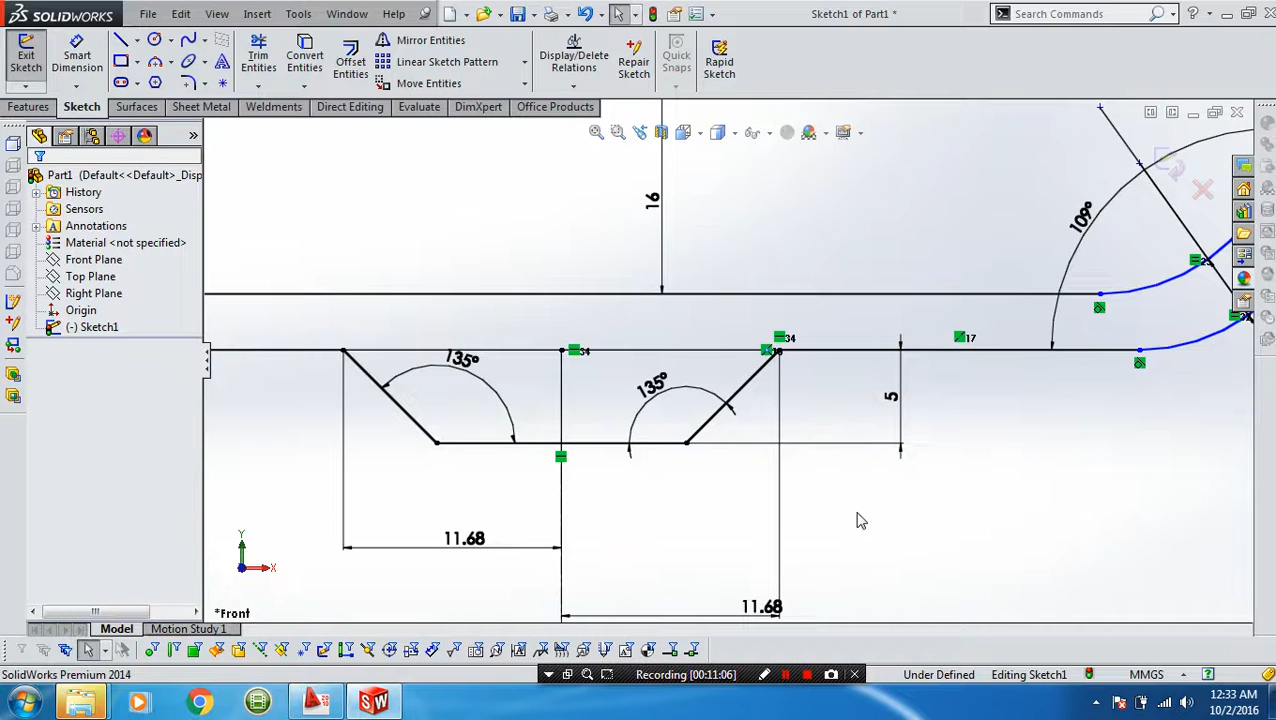 SOLIDWORKS File Edit View Insert Tools Window Help Sketch1 of Part1 * Search Commands
Exit Sketch Smart Dimension Trim Entities Convert Entities Offset Entities Mirror Entities Linear Sketch Pattern Move Entities Display/Delete Relations Repair Sketch Quick Snaps Rapid Sketch
Features Sketch Surfaces Sheet Metal Weldments Direct Editing Evaluate DimXpert Office Products
Part1 (Default<<Default>_Disp
History
Sensors
Annotations
Material <not specified>
Front Plane
Top Plane
Right Plane
Origin
(-) Sketch1
16
109°
34
34
17
135°
135°
5
11.68
11.68
Y
X
*Front
Model Motion Study 1
Recording [00:11:06]
SolidWorks Premium 2014 Under Defined Editing Sketch1 MMGS
12:33 AM
10/2/2016